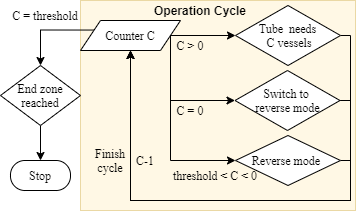 Operation Cycle
C = threshold
Counter C
C > 0
Tube needs
C vessels
End zone
reached
C = 0
Switch to
reverse mode
Finish
cycle
C-1
Reverse mode
threshold < C < 0
Stop